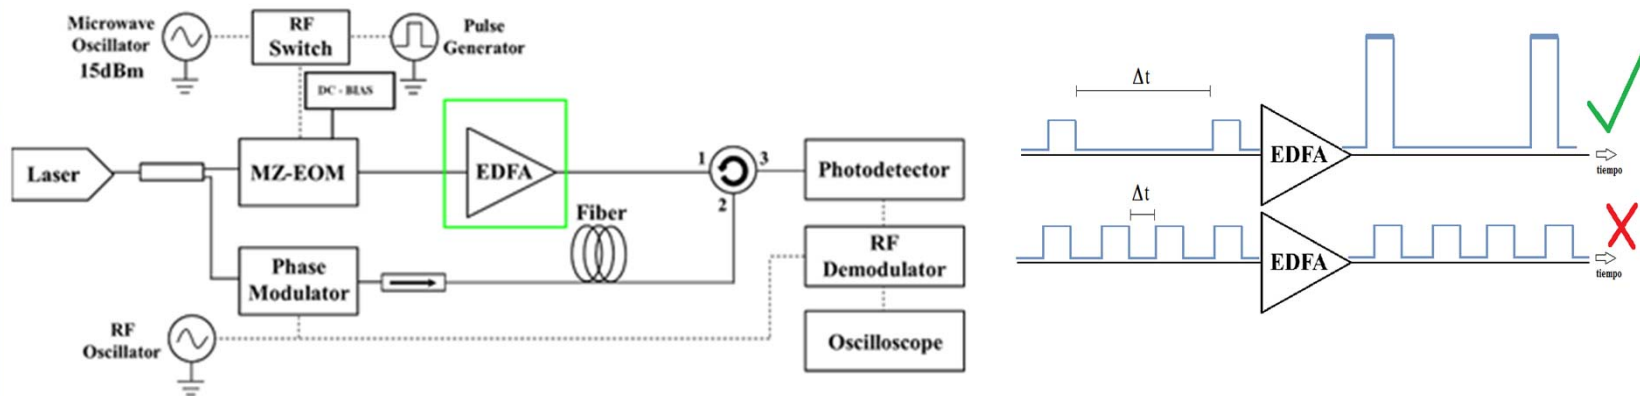 Microwave
Oscillator
15dBm
RF
Switch
Pulse
Generator
DC - BIAS
Laser
MZ-EOM
EDFA
1
3
2
Photodetector
Fiber
Phase
Modulator
RF
Demodulator
RF
Oscillator
Oscilloscope
Δt
EDFA
tiempo
Δt
EDFA
tiempo